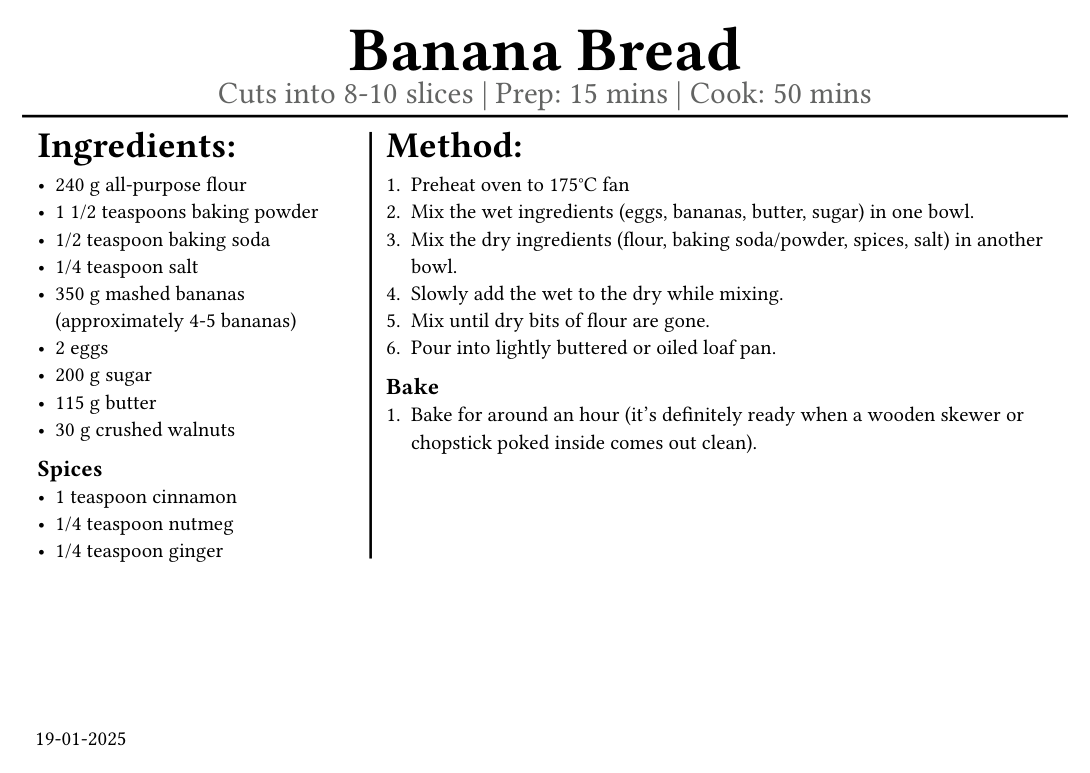 Banana Bread
Cuts into 8-10 slices | Prep: 15 mins | Cook: 50 mins
Ingredients:
• 240 g all-purpose flour
• 1 1/2 teaspoons baking powder
• 1/2 teaspoon baking soda
• 1/4 teaspoon salt
• 350 g mashed bananas
(approximately 4-5 bananas)
• 2 eggs
• 200 g sugar
• 115 g butter
• 30 g crushed walnuts
Spices
• 1 teaspoon cinnamon
• 1/4 teaspoon nutmeg
• 1/4 teaspoon ginger
Method:
1. Preheat oven to 175°C fan
2. Mix the wet ingredients (eggs, bananas, butter, sugar) in one bowl.
3. Mix the dry ingredients (flour, baking soda/powder, spices, salt) in another
bowl.
4. Slowly add the wet to the dry while mixing.
5. Mix until dry bits of flour are gone.
6. Pour into lightly buttered or oiled loaf pan.
Bake
1. Bake for around an hour (it’s definitely ready when a wooden skewer or
chopstick poked inside comes out clean).
19-01-2025